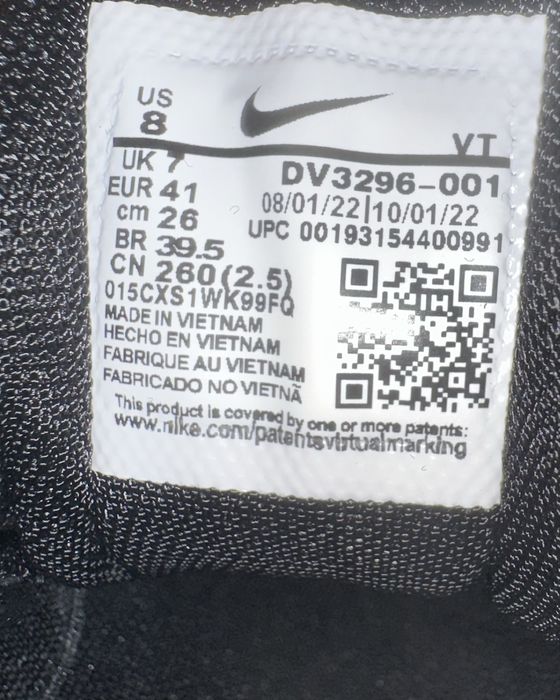 US
8
VT
UK 7
EUR 41
cm 26
BR 39.5
CN 260 (2.5)
DV3296-001
08/01/22|10/01/22
UPC 00193154400991
015CXS1WK99FQ
MADE IN VIETNAM
HECHO EN VIETNAM
FABRIQUE AU VIETNAM
FABRICADO NO VIETNÃ
This product is covered by one or more patents:
www.nike.com/patentsvirtualmarking